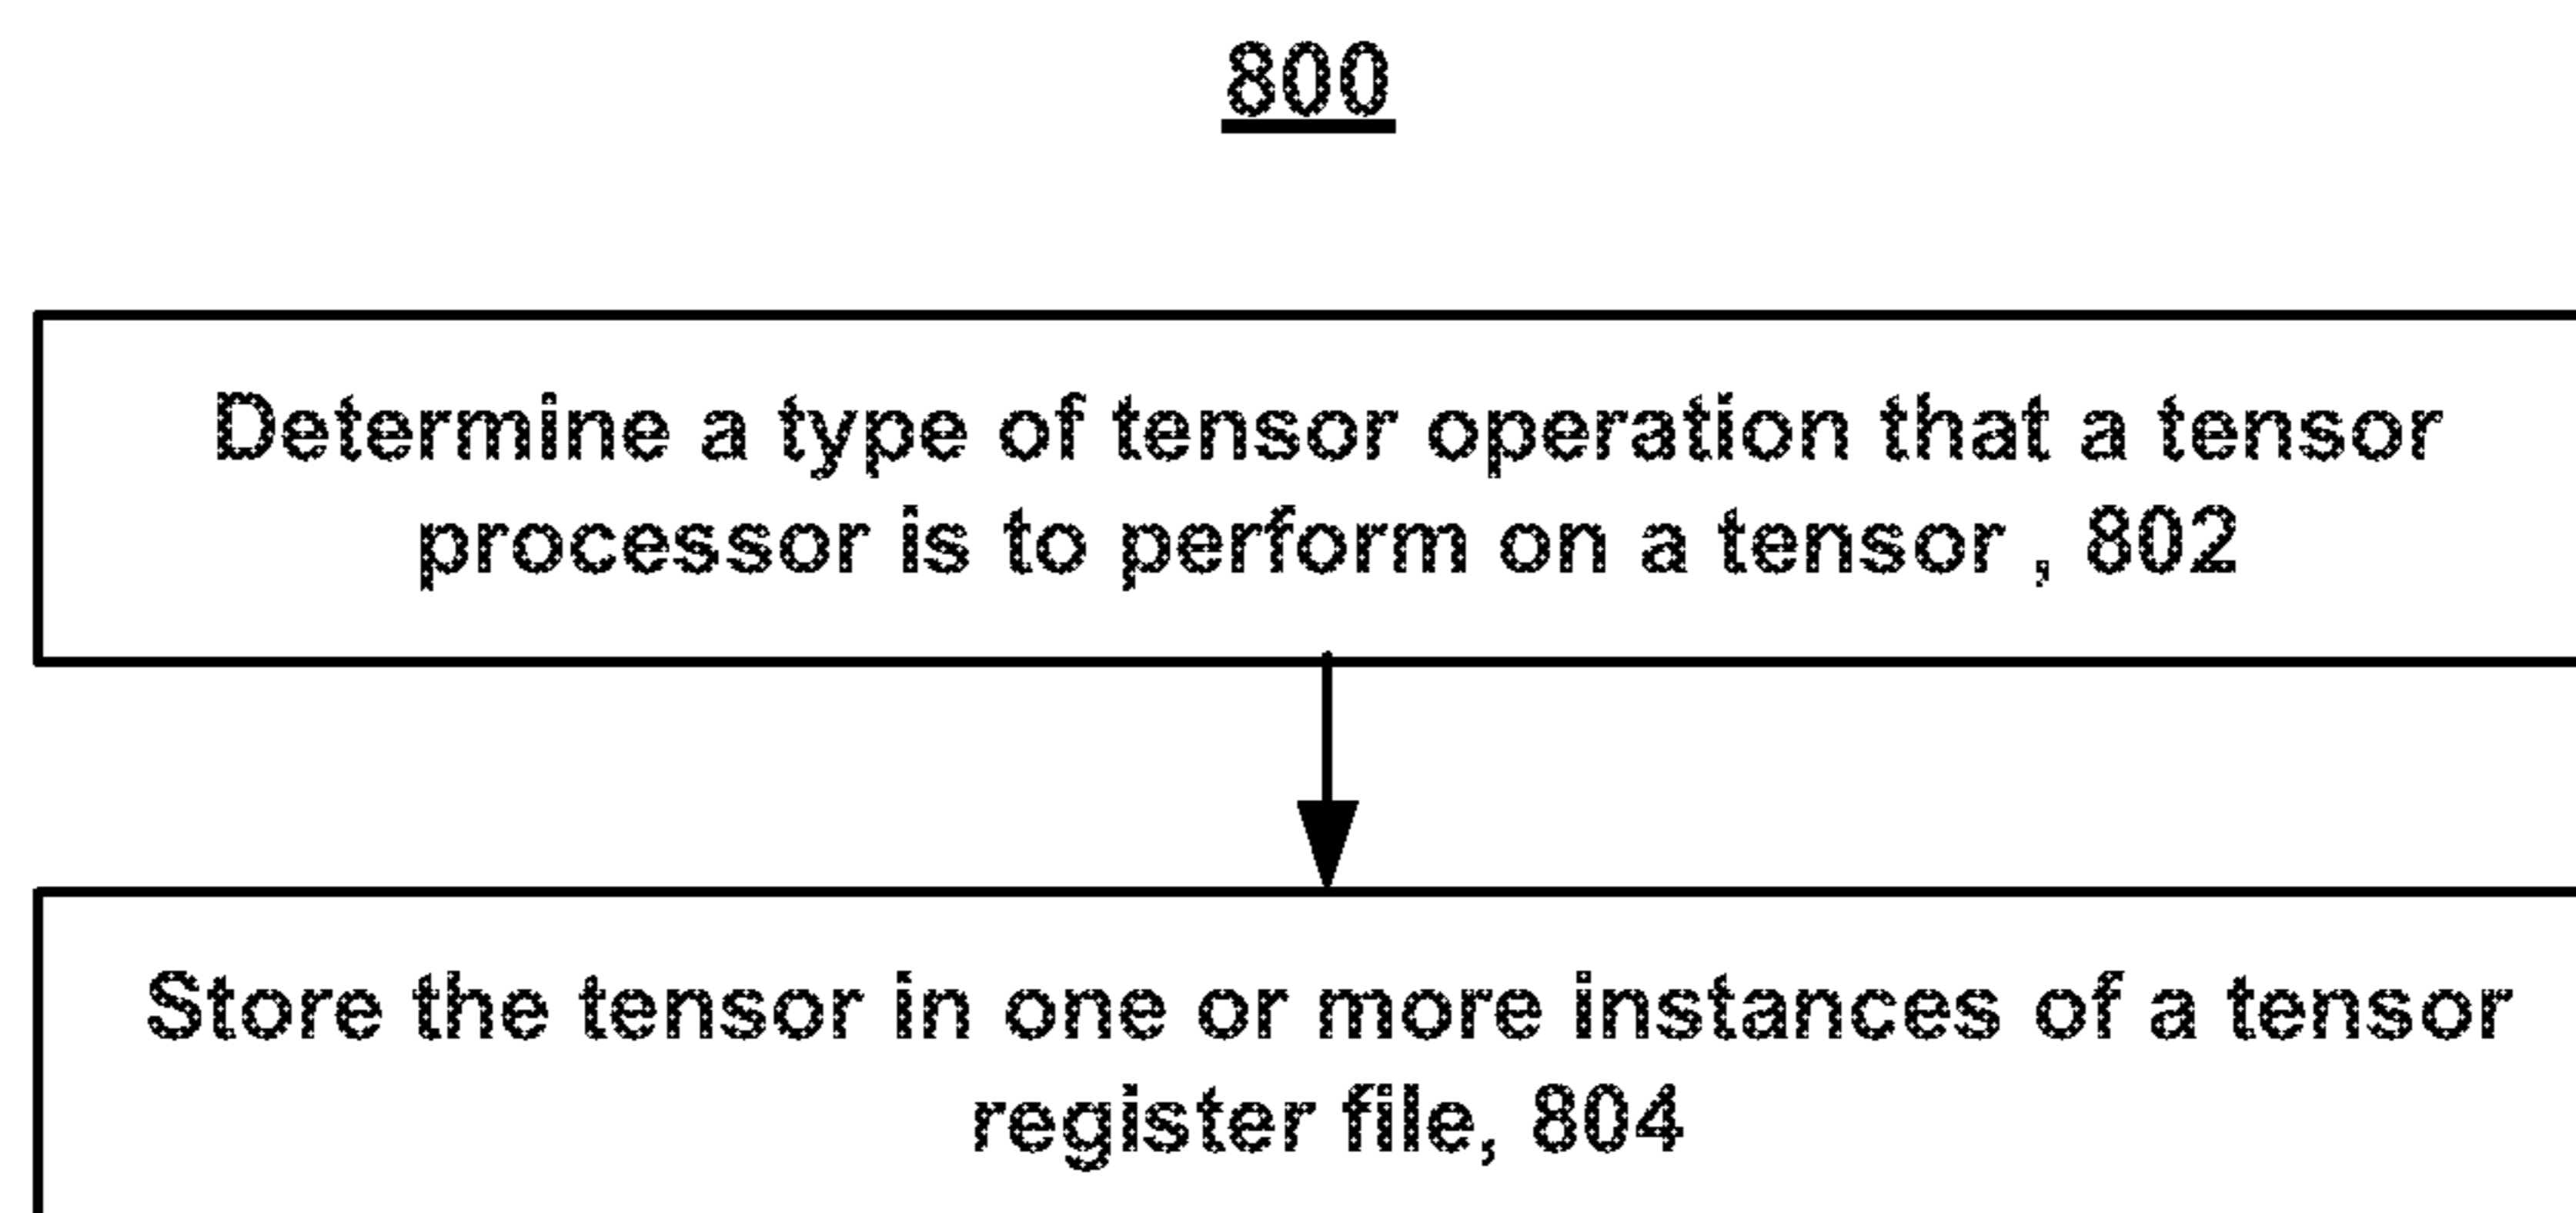 800
Determine a type of tensor operation that a tensor
processor is to perform on a tensor , 802
Store the tensor in one or more instances of a tensor
register file, 804